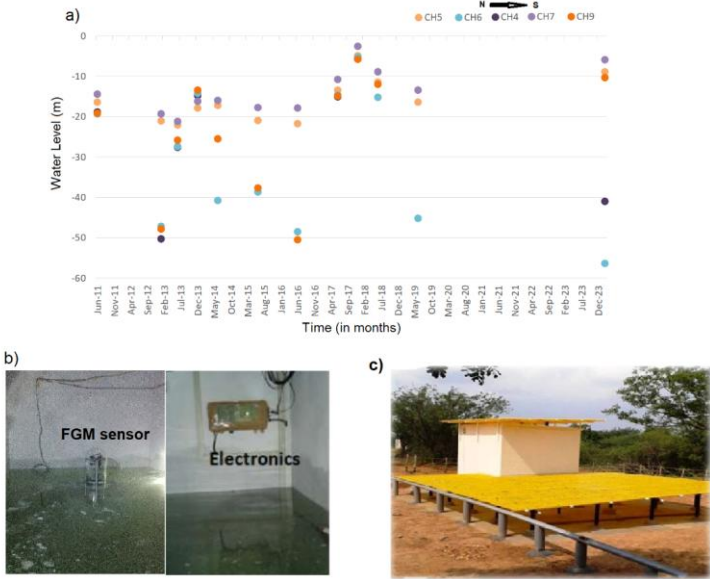 a)
N S
CH5 CH6 CH4 CH7 CH9
0
-10
-20
-30
-40
-50
-60
Water Level (m)
Jun-11 Nov-11 Apr-12 Sep-12 Feb-13 Jul-13 Dec-13 May-14 Oct-14 Mar-15 Aug-15 Jan-16 Jun-16 Nov-16 Apr-17 Sep-17 Feb-18 Jul-18 Dec-18 May-19 Oct-19 Mar-20 Aug-20 Jan-21 Jun-21 Nov-21 Apr-22 Sep-22 Feb-23 Jul-23 Dec-23
Time (in months)
b)
FGM sensor
Electronics
c)